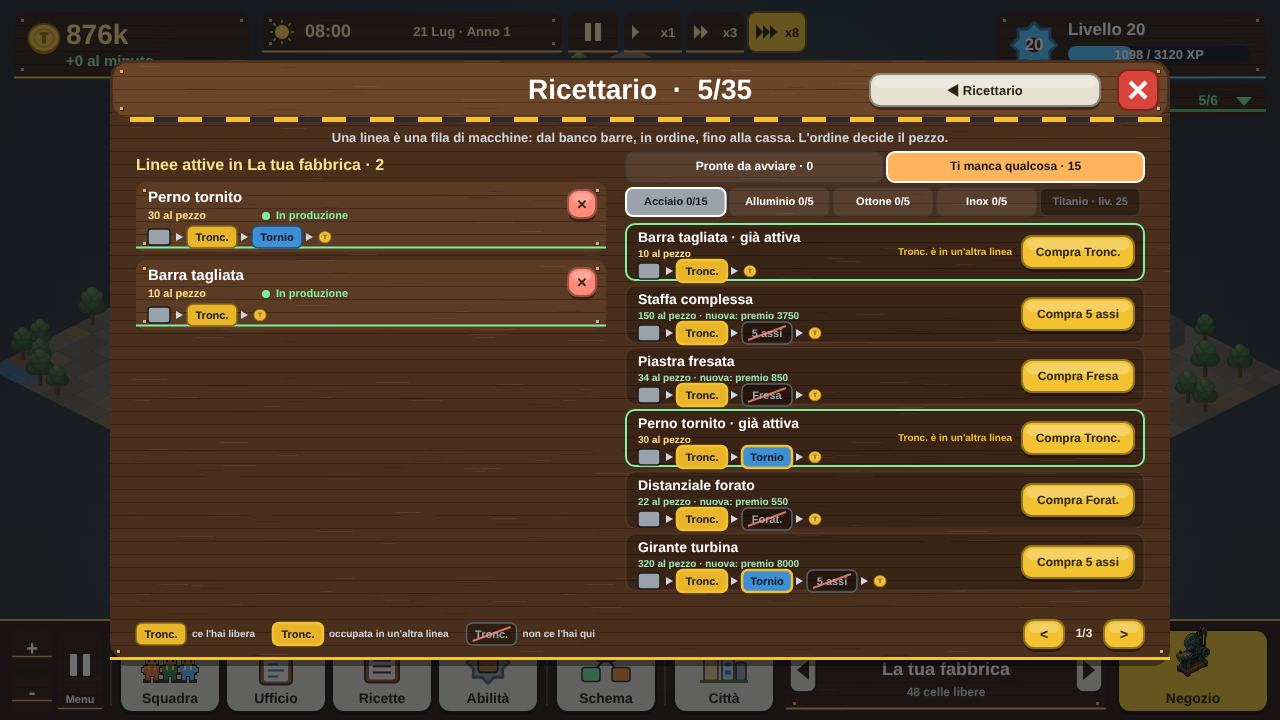 876k
+0 al minuto
08:00
21 Lug · Anno 1
x1
x3
x8
20
Livello 20
1098 / 3120 XP
5/6
Ricettario · 5/35
Ricettario
Una linea è una fila di macchine: dal banco barre, in ordine, fino alla cassa. L'ordine decide il pezzo.
Linee attive in La tua fabbrica · 2
Perno tornito
30 al pezzo
In produzione
Tronc.
Tornio
Barra tagliata
10 al pezzo
In produzione
Tronc.
Pronte da avviare · 0
Ti manca qualcosa · 15
Acciaio 0/15
Alluminio 0/5
Ottone 0/5
Inox 0/5
Titanio · liv. 25
Barra tagliata · già attiva
10 al pezzo
Tronc.
Tronc. è in un'altra linea
Compra Tronc.
Staffa complessa
150 al pezzo · nuova: premio 3750
Tronc.
5 assi
Compra 5 assi
Piastra fresata
34 al pezzo · nuova: premio 850
Tronc.
Fresa
Compra Fresa
Perno tornito · già attiva
30 al pezzo
Tronc.
Tornio
Tronc. è in un'altra linea
Compra Tronc.
Distanziale forato
22 al pezzo · nuova: premio 550
Tronc.
Forat.
Compra Forat.
Girante turbina
320 al pezzo · nuova: premio 8000
Tronc.
Tornio
5 assi
Compra 5 assi
Tronc.
ce l'hai libera
Tronc.
occupata in un'altra linea
Tronc.
non ce l'hai qui
<
1/3
>
+
-
Menu
Squadra
Ufficio
Ricette
Abilità
Schema
Città
La tua fabbrica
48 celle libere
Negozio